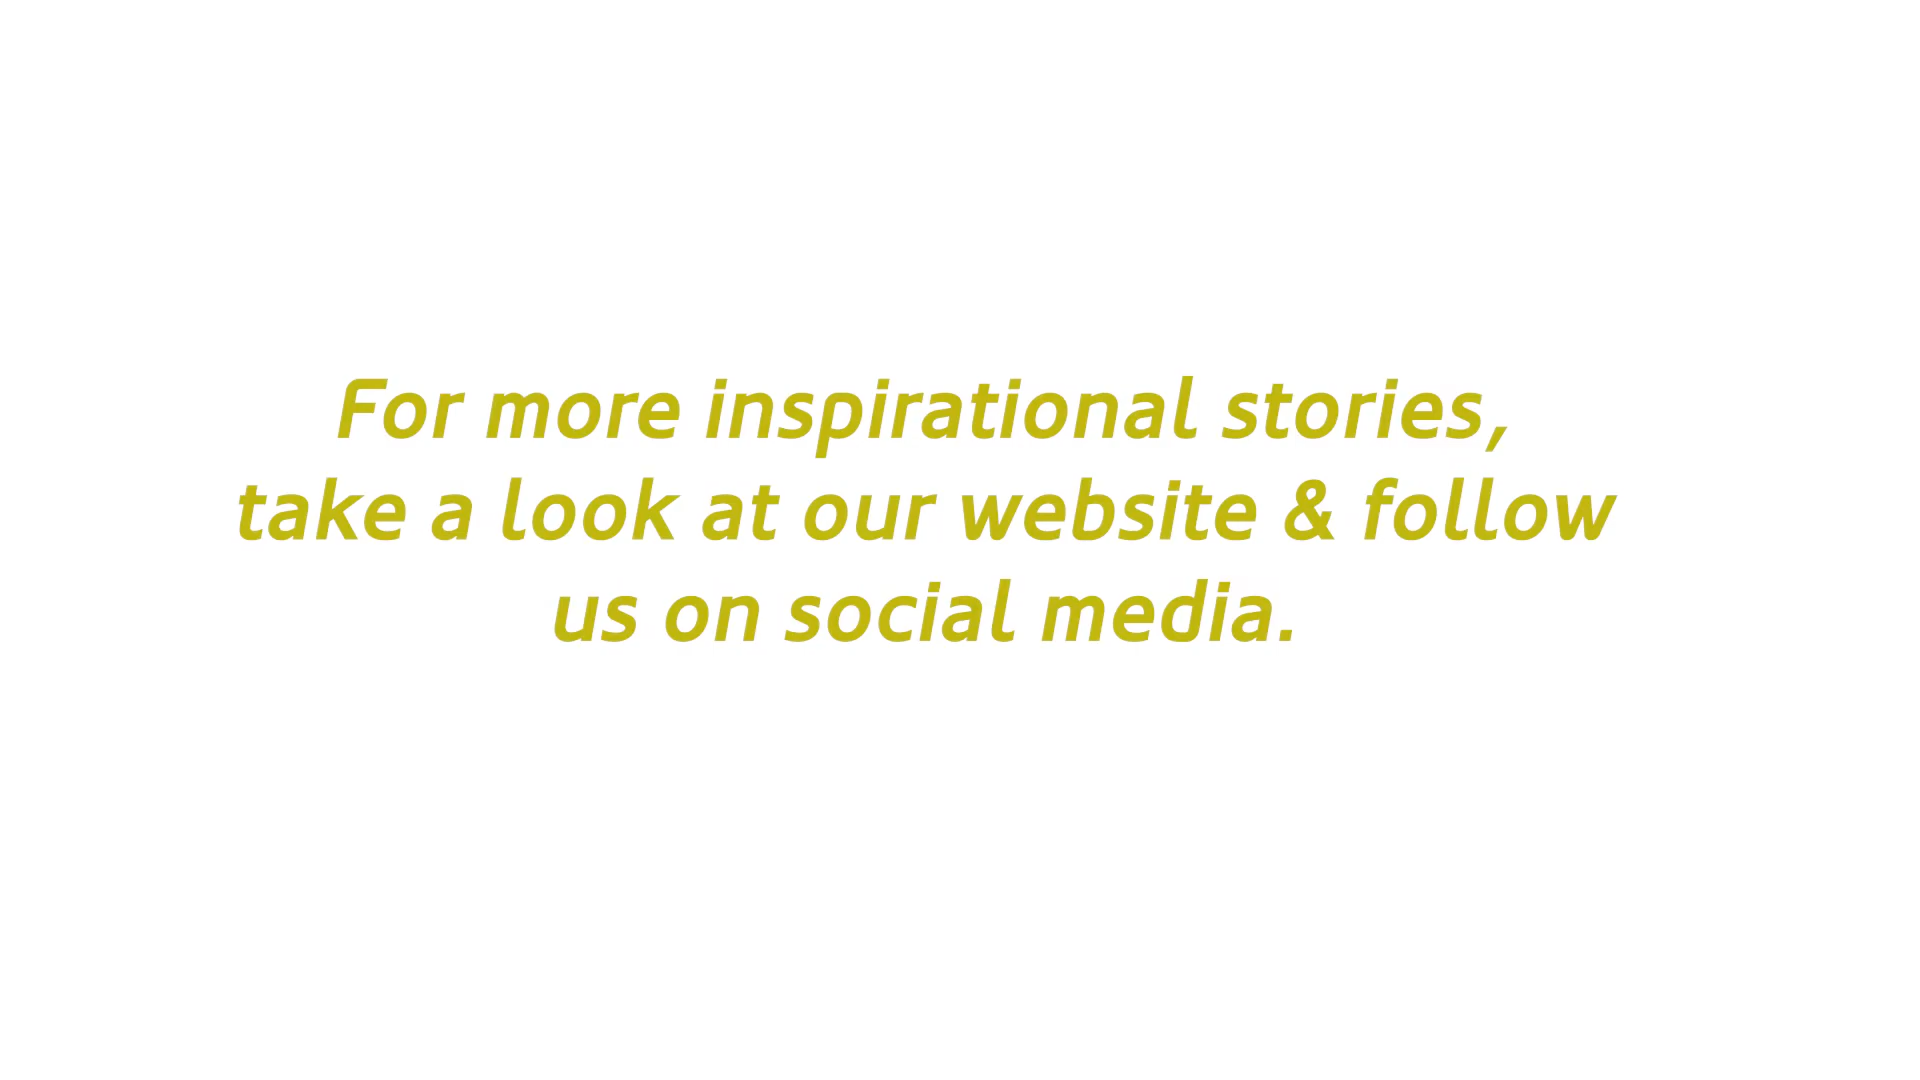 For more inspirational stories,
take a look at our website & follow
us on social media.